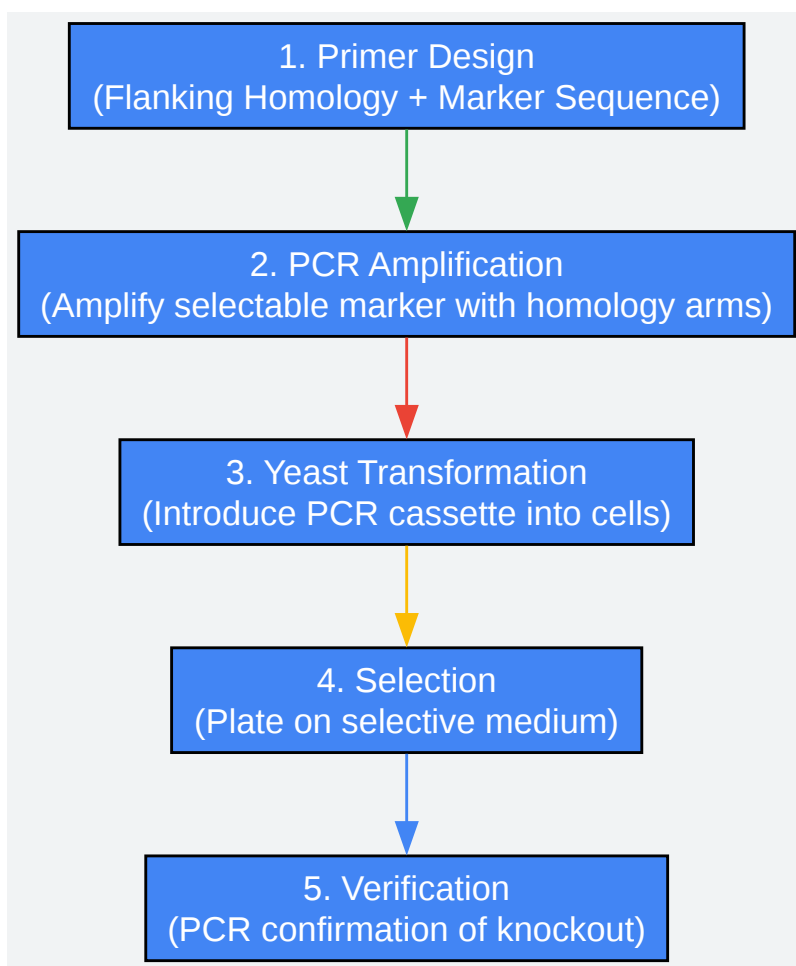 1. Primer Design
(Flanking Homology + Marker Sequence)
2. PCR Amplification
(Amplify selectable marker with homology arms)
3. Yeast Transformation
(Introduce PCR cassette into cells)
4. Selection
(Plate on selective medium)
5. Verification
(PCR confirmation of knockout)